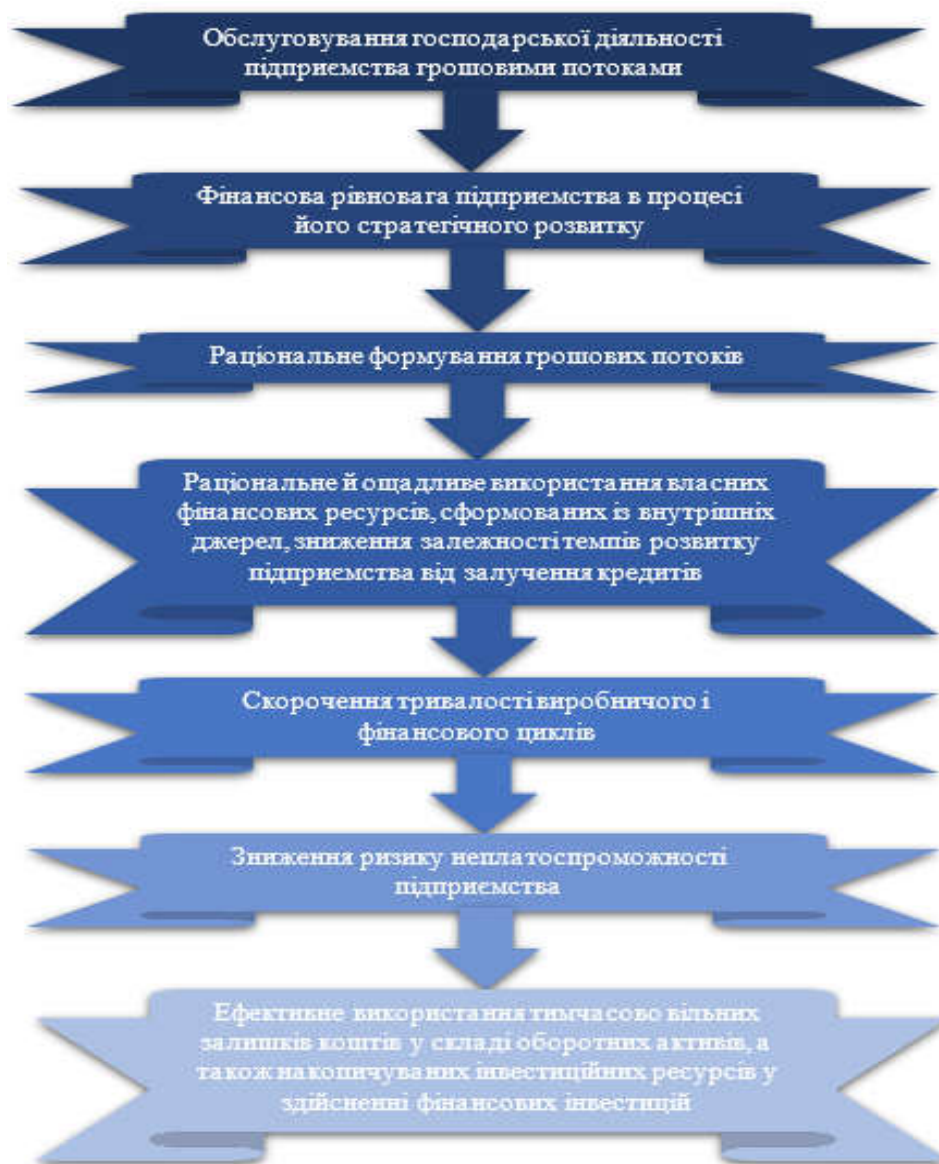 Обслуговування господарської діяльності
підприємства грошовими потоками
Фінансова рівновага підприємства в процесі
його стратегічного розвитку
Раціональне формування грошових потоків
Раціональне й ощадливе використання власних
фінансових ресурсів, сформованих із внутрішніх
джерел, зниження залежності темпів розвитку
підприємства від залучення кредитів
Скорочення тривалості виробничого і
фінансового циклів
Зниження ризику неплатоспроможності
підприємства
Ефективне використання тимчасово вільних
залишків коштів у складі оборотних активів, а
також накопичуваних інвестиційних ресурсів у
здійсненні фінансових інвестицій